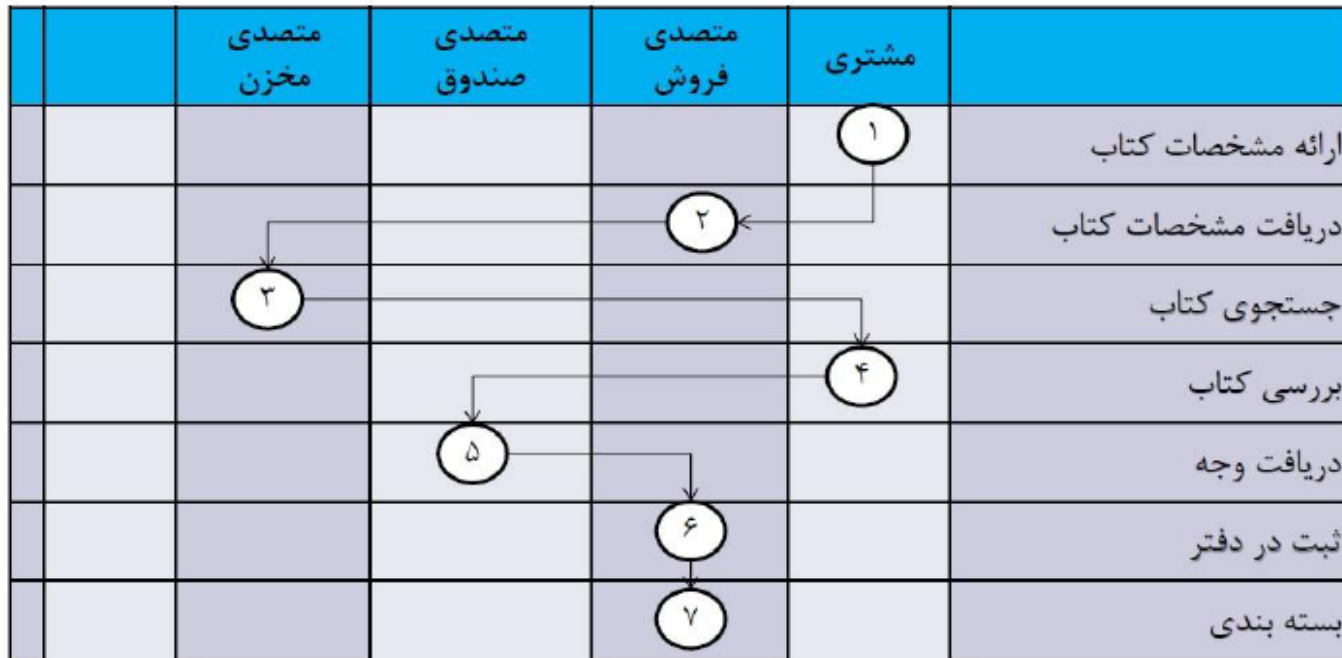 مشتری
متصدی
فروش
متصدی
صندوق
متصدی
مخزن
۱
ارائه مشخصات کتاب
۲
دریافت مشخصات کتاب
۳
جستجوی کتاب
۴
بررسی کتاب
۵
دریافت وجه
۶
ثبت در دفتر
۷
بسته بندی